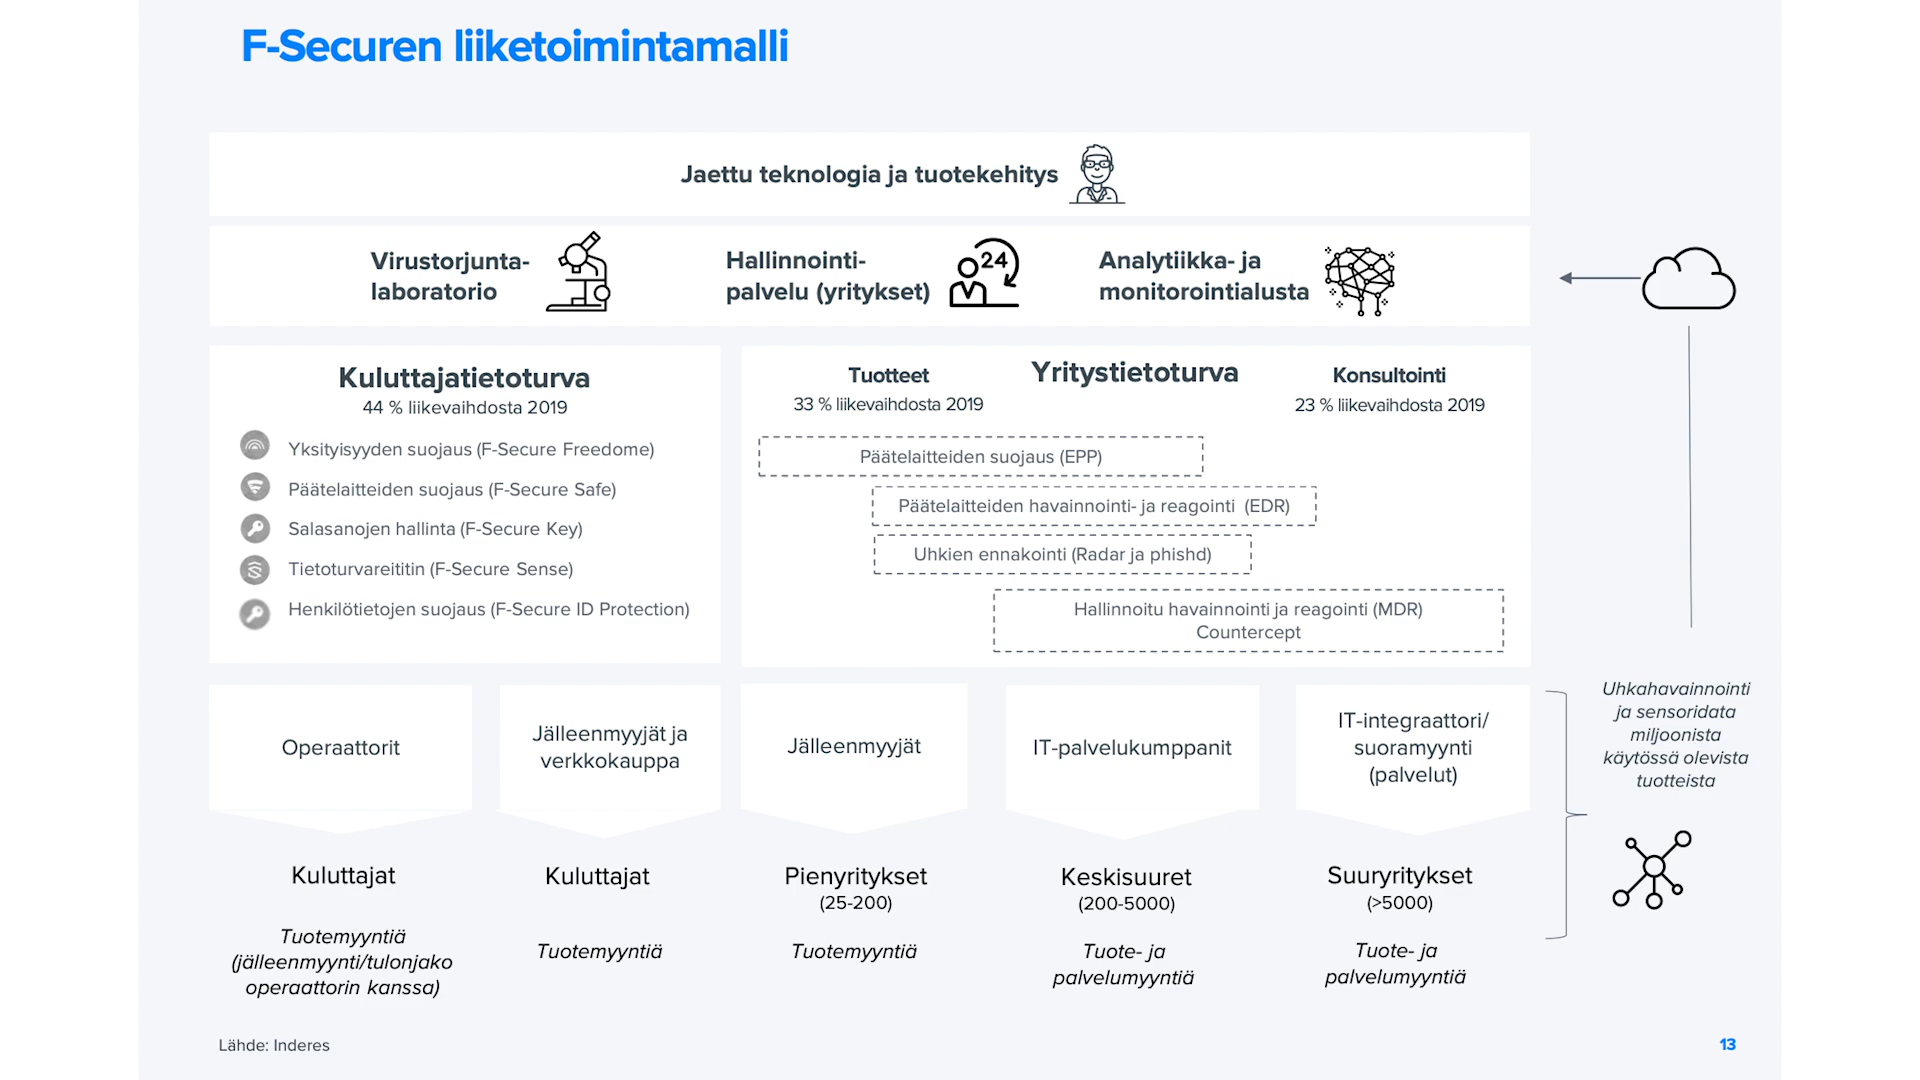 F-Securen liiketoimintamalli
Jaettu teknologia ja tuotekehitys
Virustorjunta-
laboratorio
Hallinnointi-
palvelu (yritykset)
24
Analytiikka- ja
monitorointialusta
Kuluttajatietoturva
44 % liikevaihdosta 2019
Yksityisyyden suojaus (F-Secure Freedome)
Päätelaitteiden suojaus (F-Secure Safe)
Salasanojen hallinta (F-Secure Key)
Tietoturvareititin (F-Secure Sense)
Henkilötietojen suojaus (F-Secure ID Protection)
Yritystietoturva
Tuotteet
33 % liikevaihdosta 2019
Konsultointi
23 % liikevaihdosta 2019
Päätelaitteiden suojaus (EPP)
Päätelaitteiden havainnointi- ja reagointi (EDR)
Uhkien ennakointi (Radar ja phishd)
Hallinnoitu havainnointi ja reagointi (MDR)
Countercept
Operaattorit
Jälleenmyyjät ja
verkkokauppa
Jälleenmyyjät
IT-palvelukumppanit
IT-integraattori/
suoramyynti
(palvelut)
Uhkahavainnointi
ja sensoridata
miljoonista
käytössä olevista
tuotteista
Kuluttajat
Tuotemyyntiä
(jälleenmyynti/tulonjako
operaattorin kanssa)
Kuluttajat
Tuotemyyntiä
Pienyritykset
(25-200)
Tuotemyyntiä
Keskisuuret
(200-5000)
Tuote- ja
palvelumyyntiä
Suuryritykset
(>5000)
Tuote- ja
palvelumyyntiä
Lähde: Inderes
13